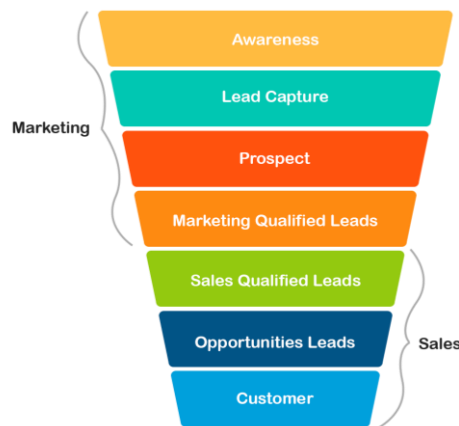 Awareness
Lead Capture
Marketing
Prospect
Marketing Qualified Leads
Sales Qualified Leads
Opportunities Leads
Sales
Customer